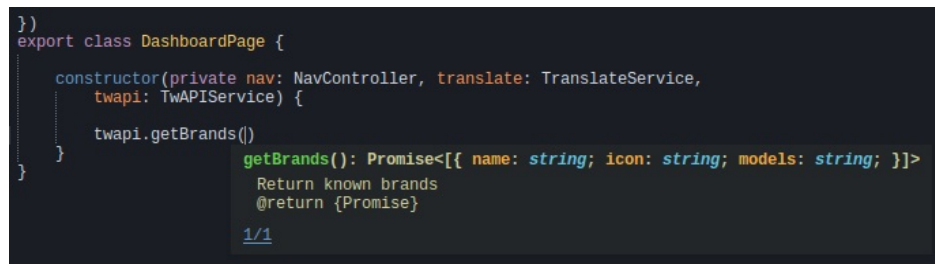 })
export class DashboardPage {
constructor(private nav: NavController, translate: TranslateService,
twapi: TwAPIService) {
twapi.getBrands()
}
getBrands(): Promise<[{ name: string; icon: string; models: string; }]>
}
Return known brands
@return {Promise}
1/1